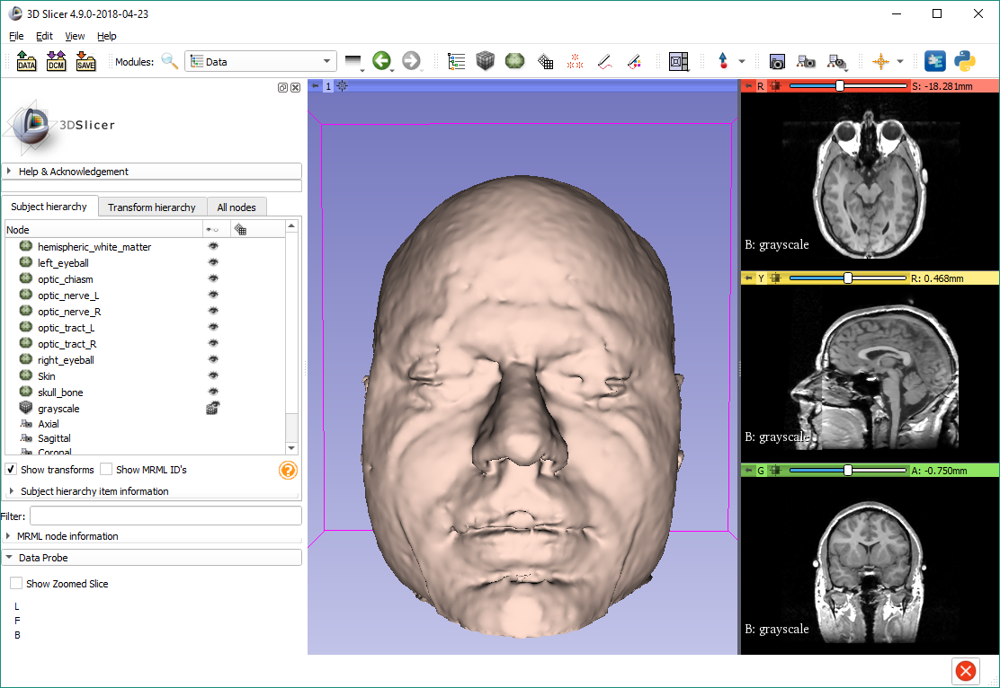 3D Slicer 4.9.0-2018-04-23
File Edit View Help
DATA DCM SAVE Modules: Data
3DSlicer
Help & Acknowledgement
Subject hierarchy Transform hierarchy All nodes
Node
hemispheric_white_matter
left_eyeball
optic_chiasm
optic_nerve_L
optic_nerve_R
optic_tract_L
optic_tract_R
right_eyeball
Skin
skull_bone
grayscale
Axial
Sagittal
Coronal
Show transforms Show MRML ID's
?
Subject hierarchy item information
Filter:
MRML node information
Data Probe
Show Zoomed Slice
L
F
B
1
R S: -18.281mm
B: grayscale
Y R: 0.468mm
B: grayscale
G A: -0.750mm
B: grayscale